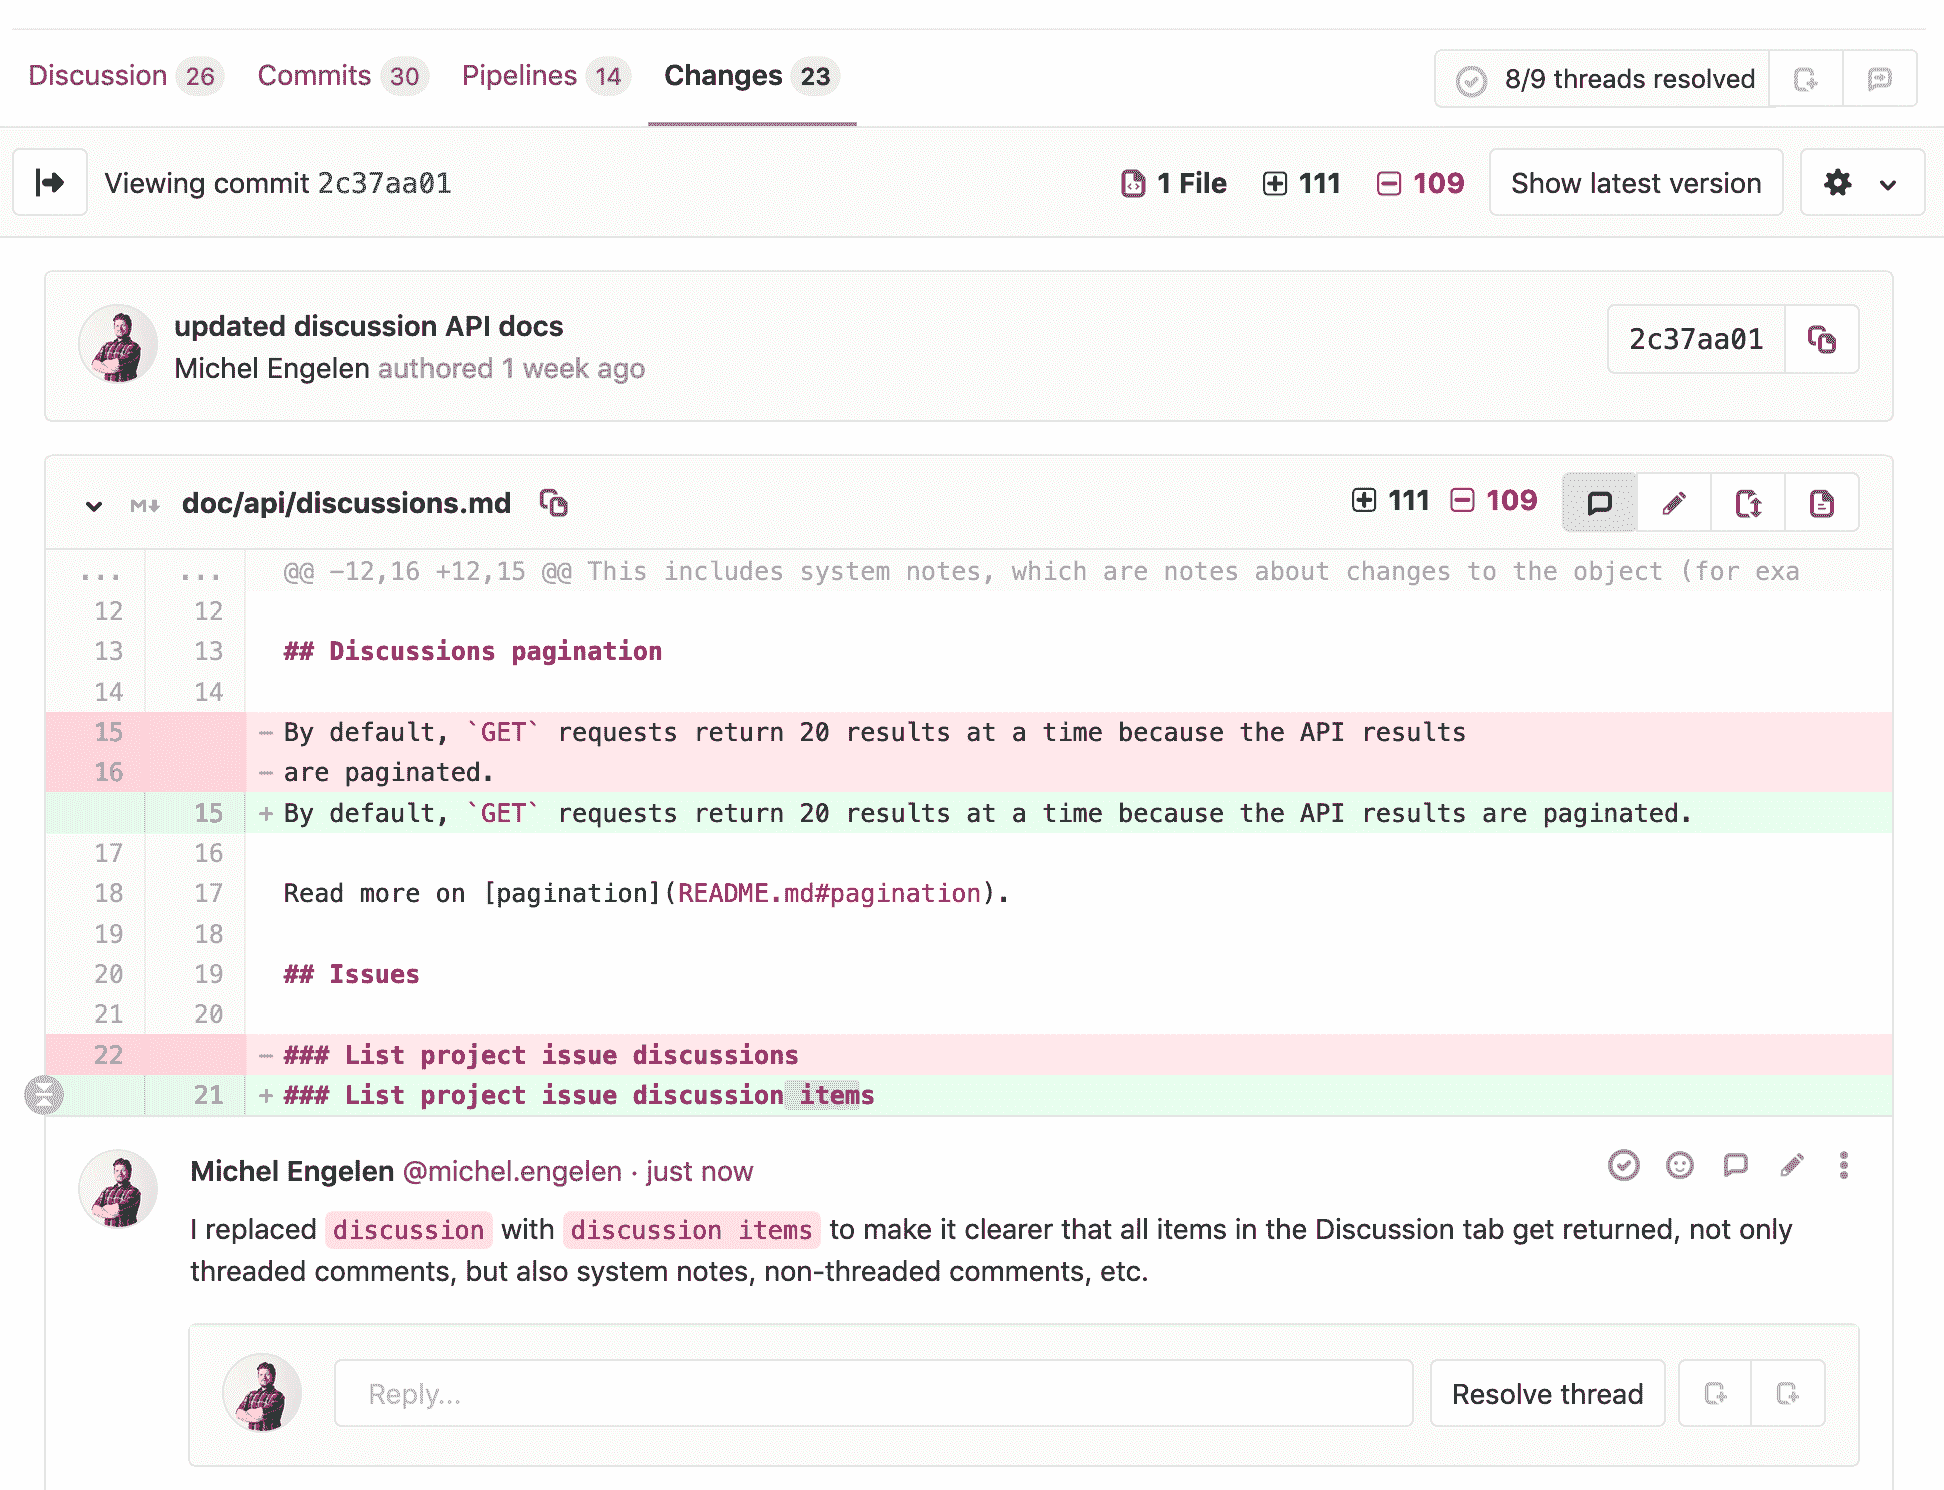 Discussion 26 Commits 30 Pipelines 14 Changes 23 8/9 threads resolved
Viewing commit 2c37aa01 1 File 111 109 Show latest version
updated discussion API docs
Michel Engelen authored 1 week ago
2c37aa01
M doc/api/discussions.md 111 109
... ... @@ -12,16 +12,15 @@ This includes system notes, which are notes about changes to the object (for exa
12 12
13 13 ## Discussions pagination
14 14
15 - By default, `GET` requests return 20 results at a time because the API results
16 - are paginated.
15 + By default, `GET` requests return 20 results at a time because the API results are paginated.
17 16
18 17 Read more on [pagination](README.md#pagination).
19 18
20 19 ## Issues
21 20
22 - ### List project issue discussions
21 + ### List project issue discussion items
Michel Engelen @michel.engelen · just now
I replaced discussion with discussion items to make it clearer that all items in the Discussion tab get returned, not only
threaded comments, but also system notes, non-threaded comments, etc.
Reply... Resolve thread